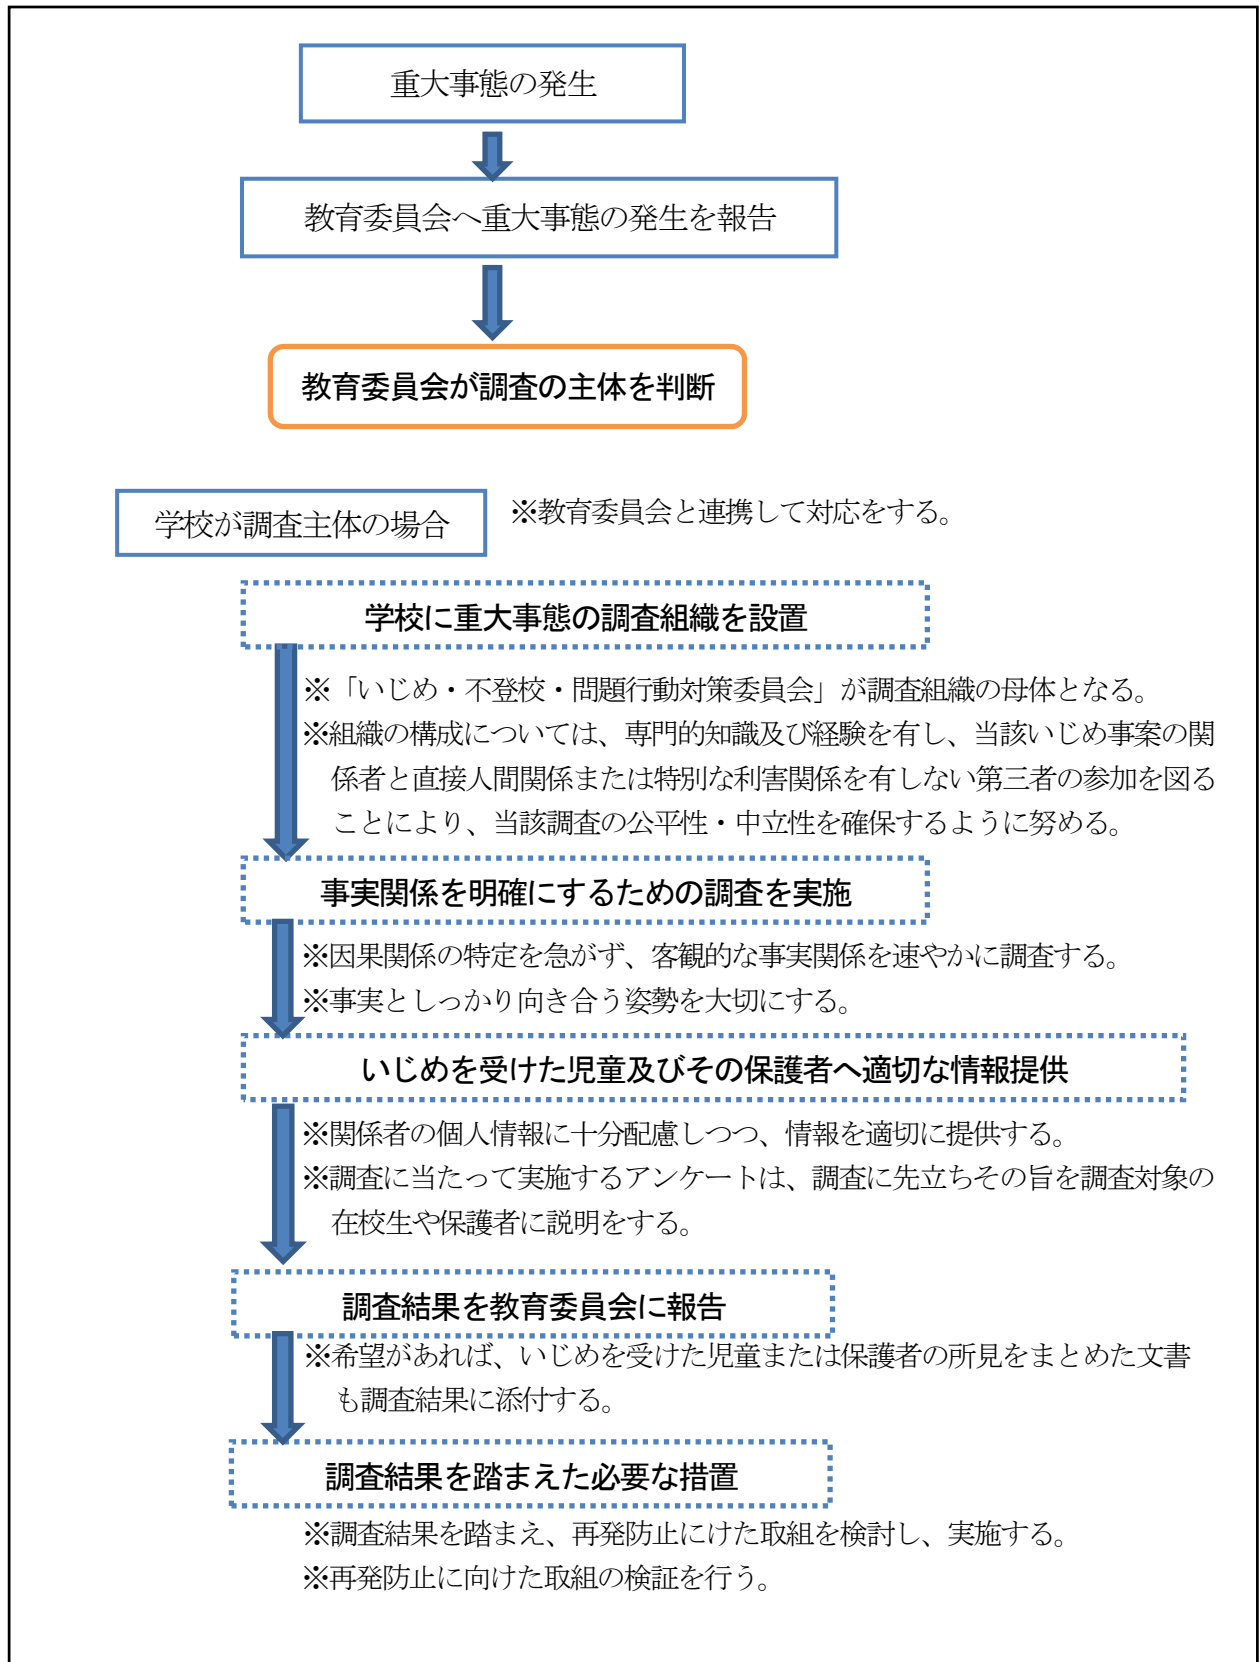 重大事態の発生
教育委員会へ重大事態の発生を報告
教育委員会が調査の主体を判断
学校が調査主体の場合
※教育委員会と連携して対応をする。
学校に重大事態の調査組織を設置
※「いじめ・不登校・問題行動対策委員会」が調査組織の母体となる。
※組織の構成については、専門的知識及び経験を有し、当該いじめ事案の関
係者と直接人間関係または特別な利害関係を有しない第三者の参加を図る
ことにより、当該調査の公平性・中立性を確保するように努める。
事実関係を明確にするための調査を実施
※因果関係の特定を急がず、客観的な事実関係を速やかに調査する。
※事実としっかり向き合う姿勢を大切にする。
いじめを受けた児童及びその保護者へ適切な情報提供
※関係者の個人情報に十分配慮しつつ、情報を適切に提供する。
※調査に当たって実施するアンケートは、調査に先立ちその旨を調査対象の
在校生や保護者に説明をする。
調査結果を教育委員会に報告
※希望があれば、いじめを受けた児童または保護者の所見をまとめた文書
も調査結果に添付する。
調査結果を踏まえた必要な措置
※調査結果を踏まえ、再発防止にけた取組を検討し、実施する。
※再発防止に向けた取組の検証を行う。